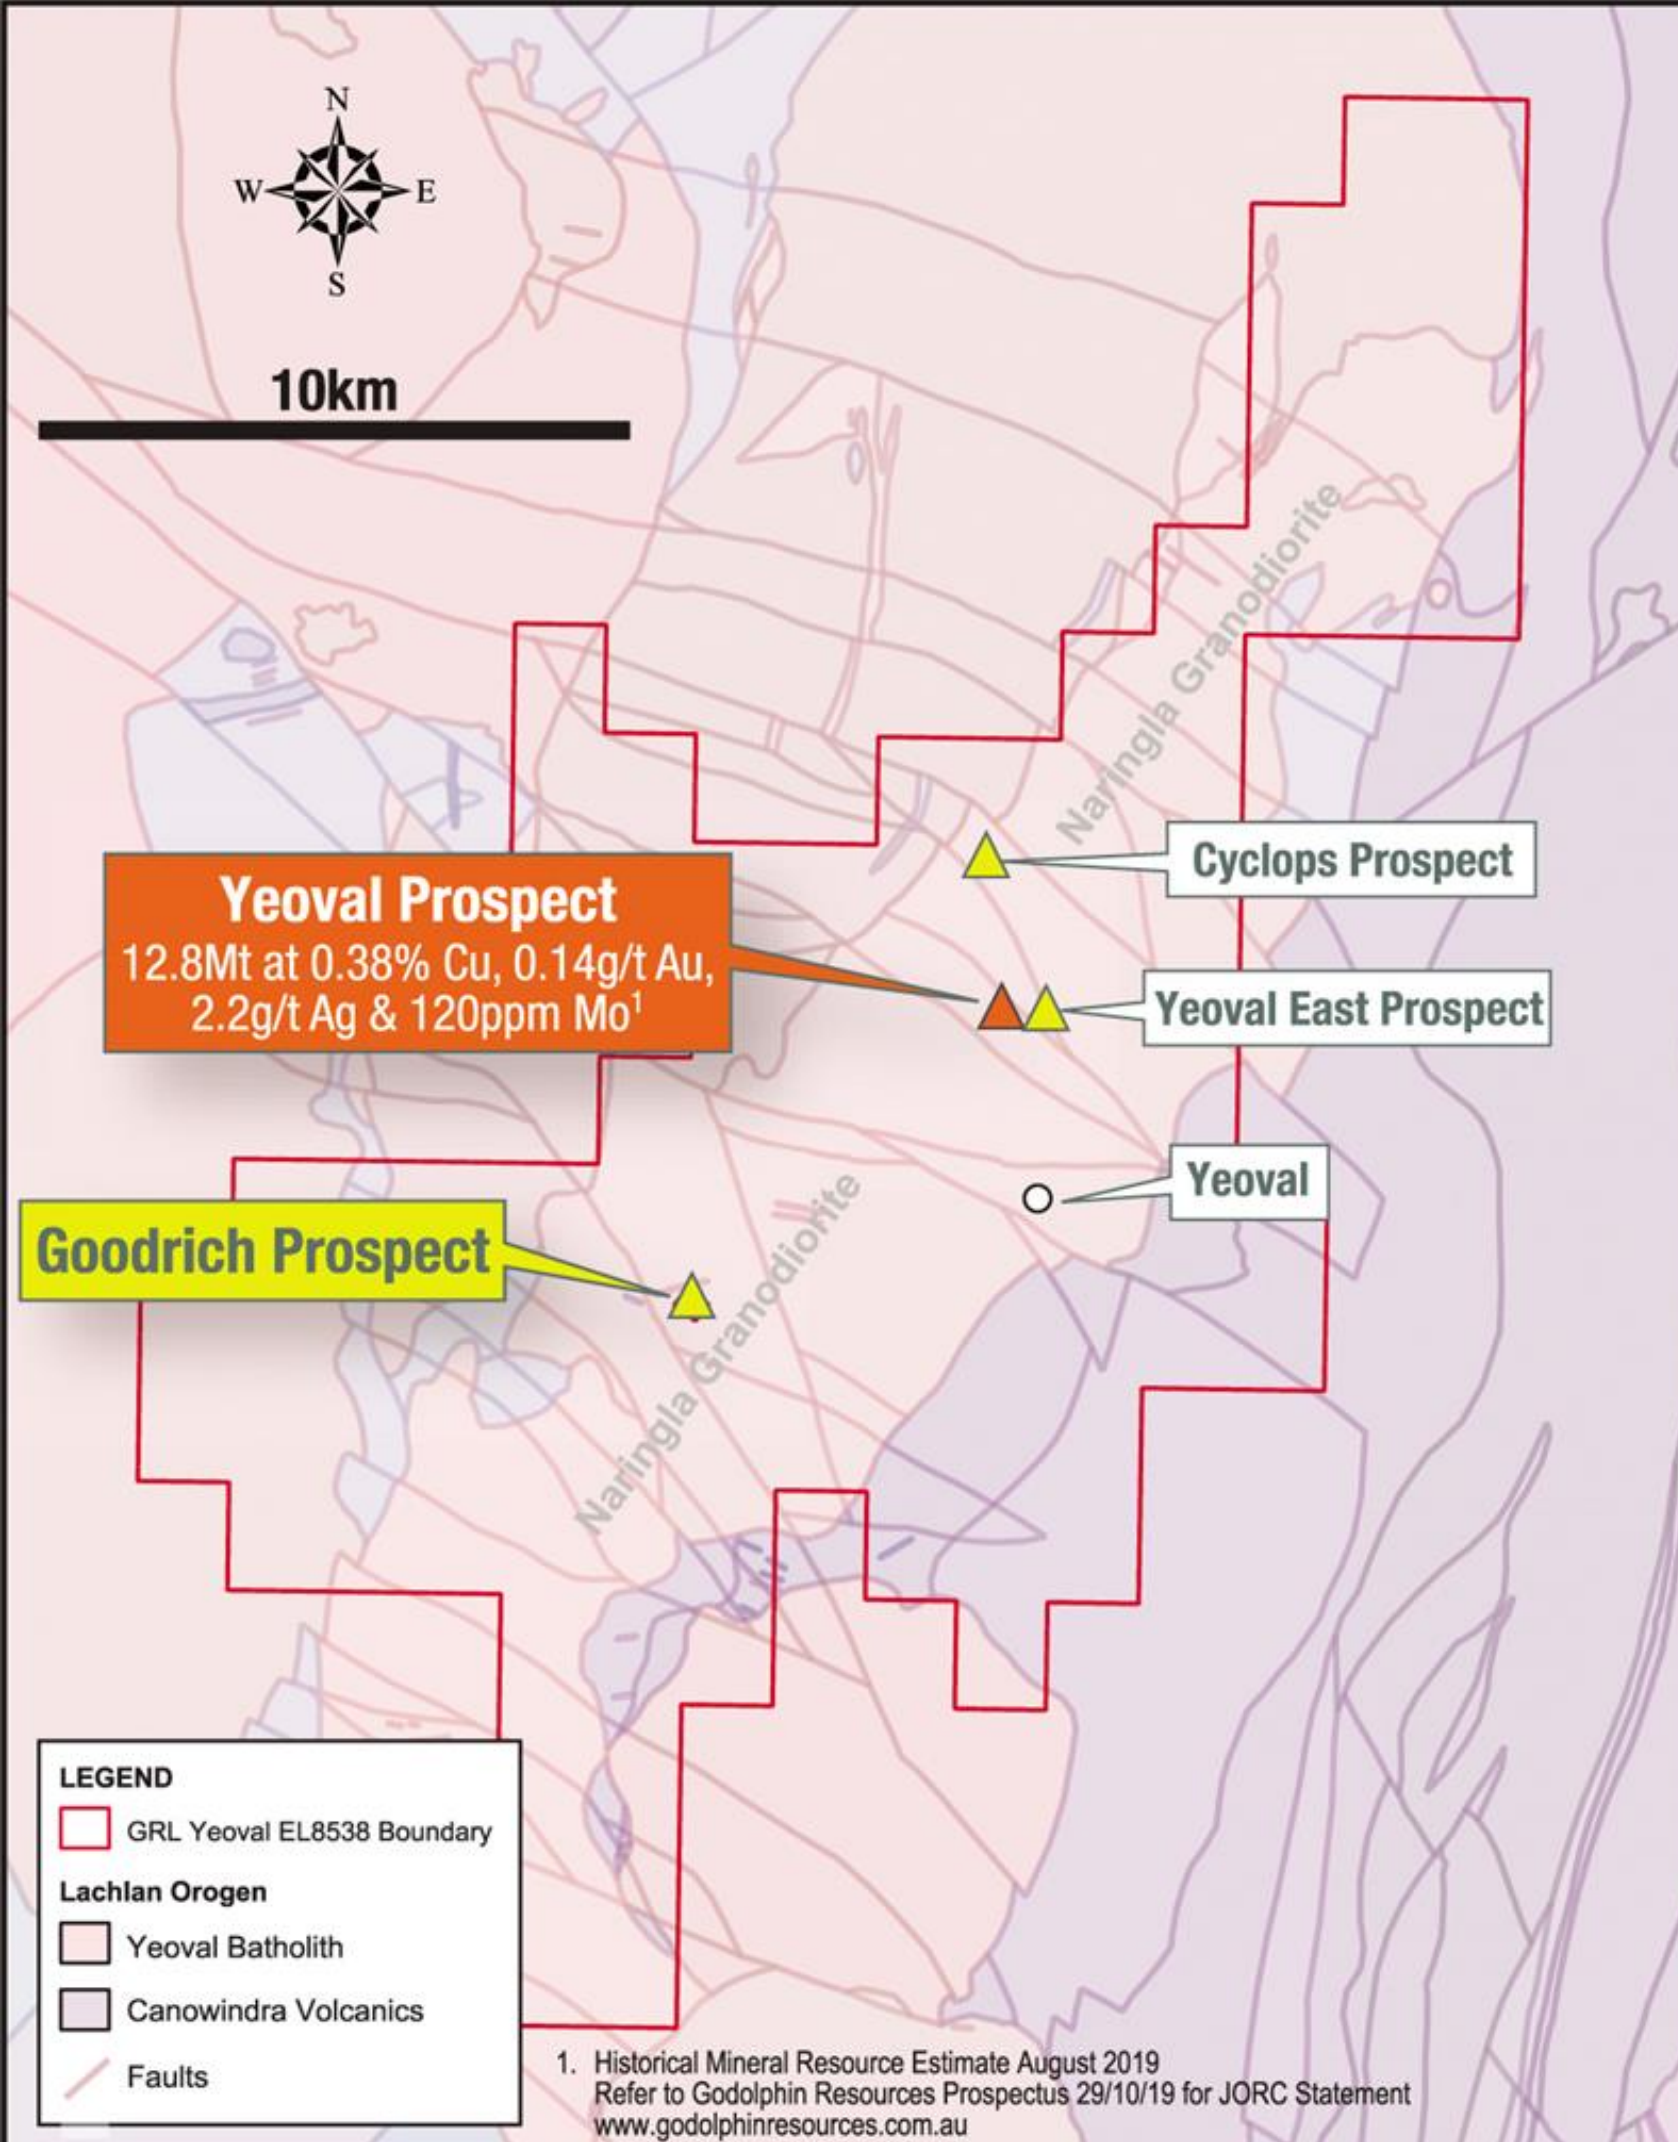 N
W E
S
10km
Naringla Granodiorite
Cyclops Prospect
Yeoval Prospect
12.8Mt at 0.38% Cu, 0.14g/t Au,
2.2g/t Ag & 120ppm Mo¹
Yeoval East Prospect
Yeoval
Goodrich Prospect
Naringla Granodiorite
LEGEND
GRL Yeoval EL8538 Boundary
Lachlan Orogen
Yeoval Batholith
Canowindra Volcanics
Faults
1. Historical Mineral Resource Estimate August 2019
Refer to Godolphin Resources Prospectus 29/10/19 for JORC Statement
www.godolphinresources.com.au